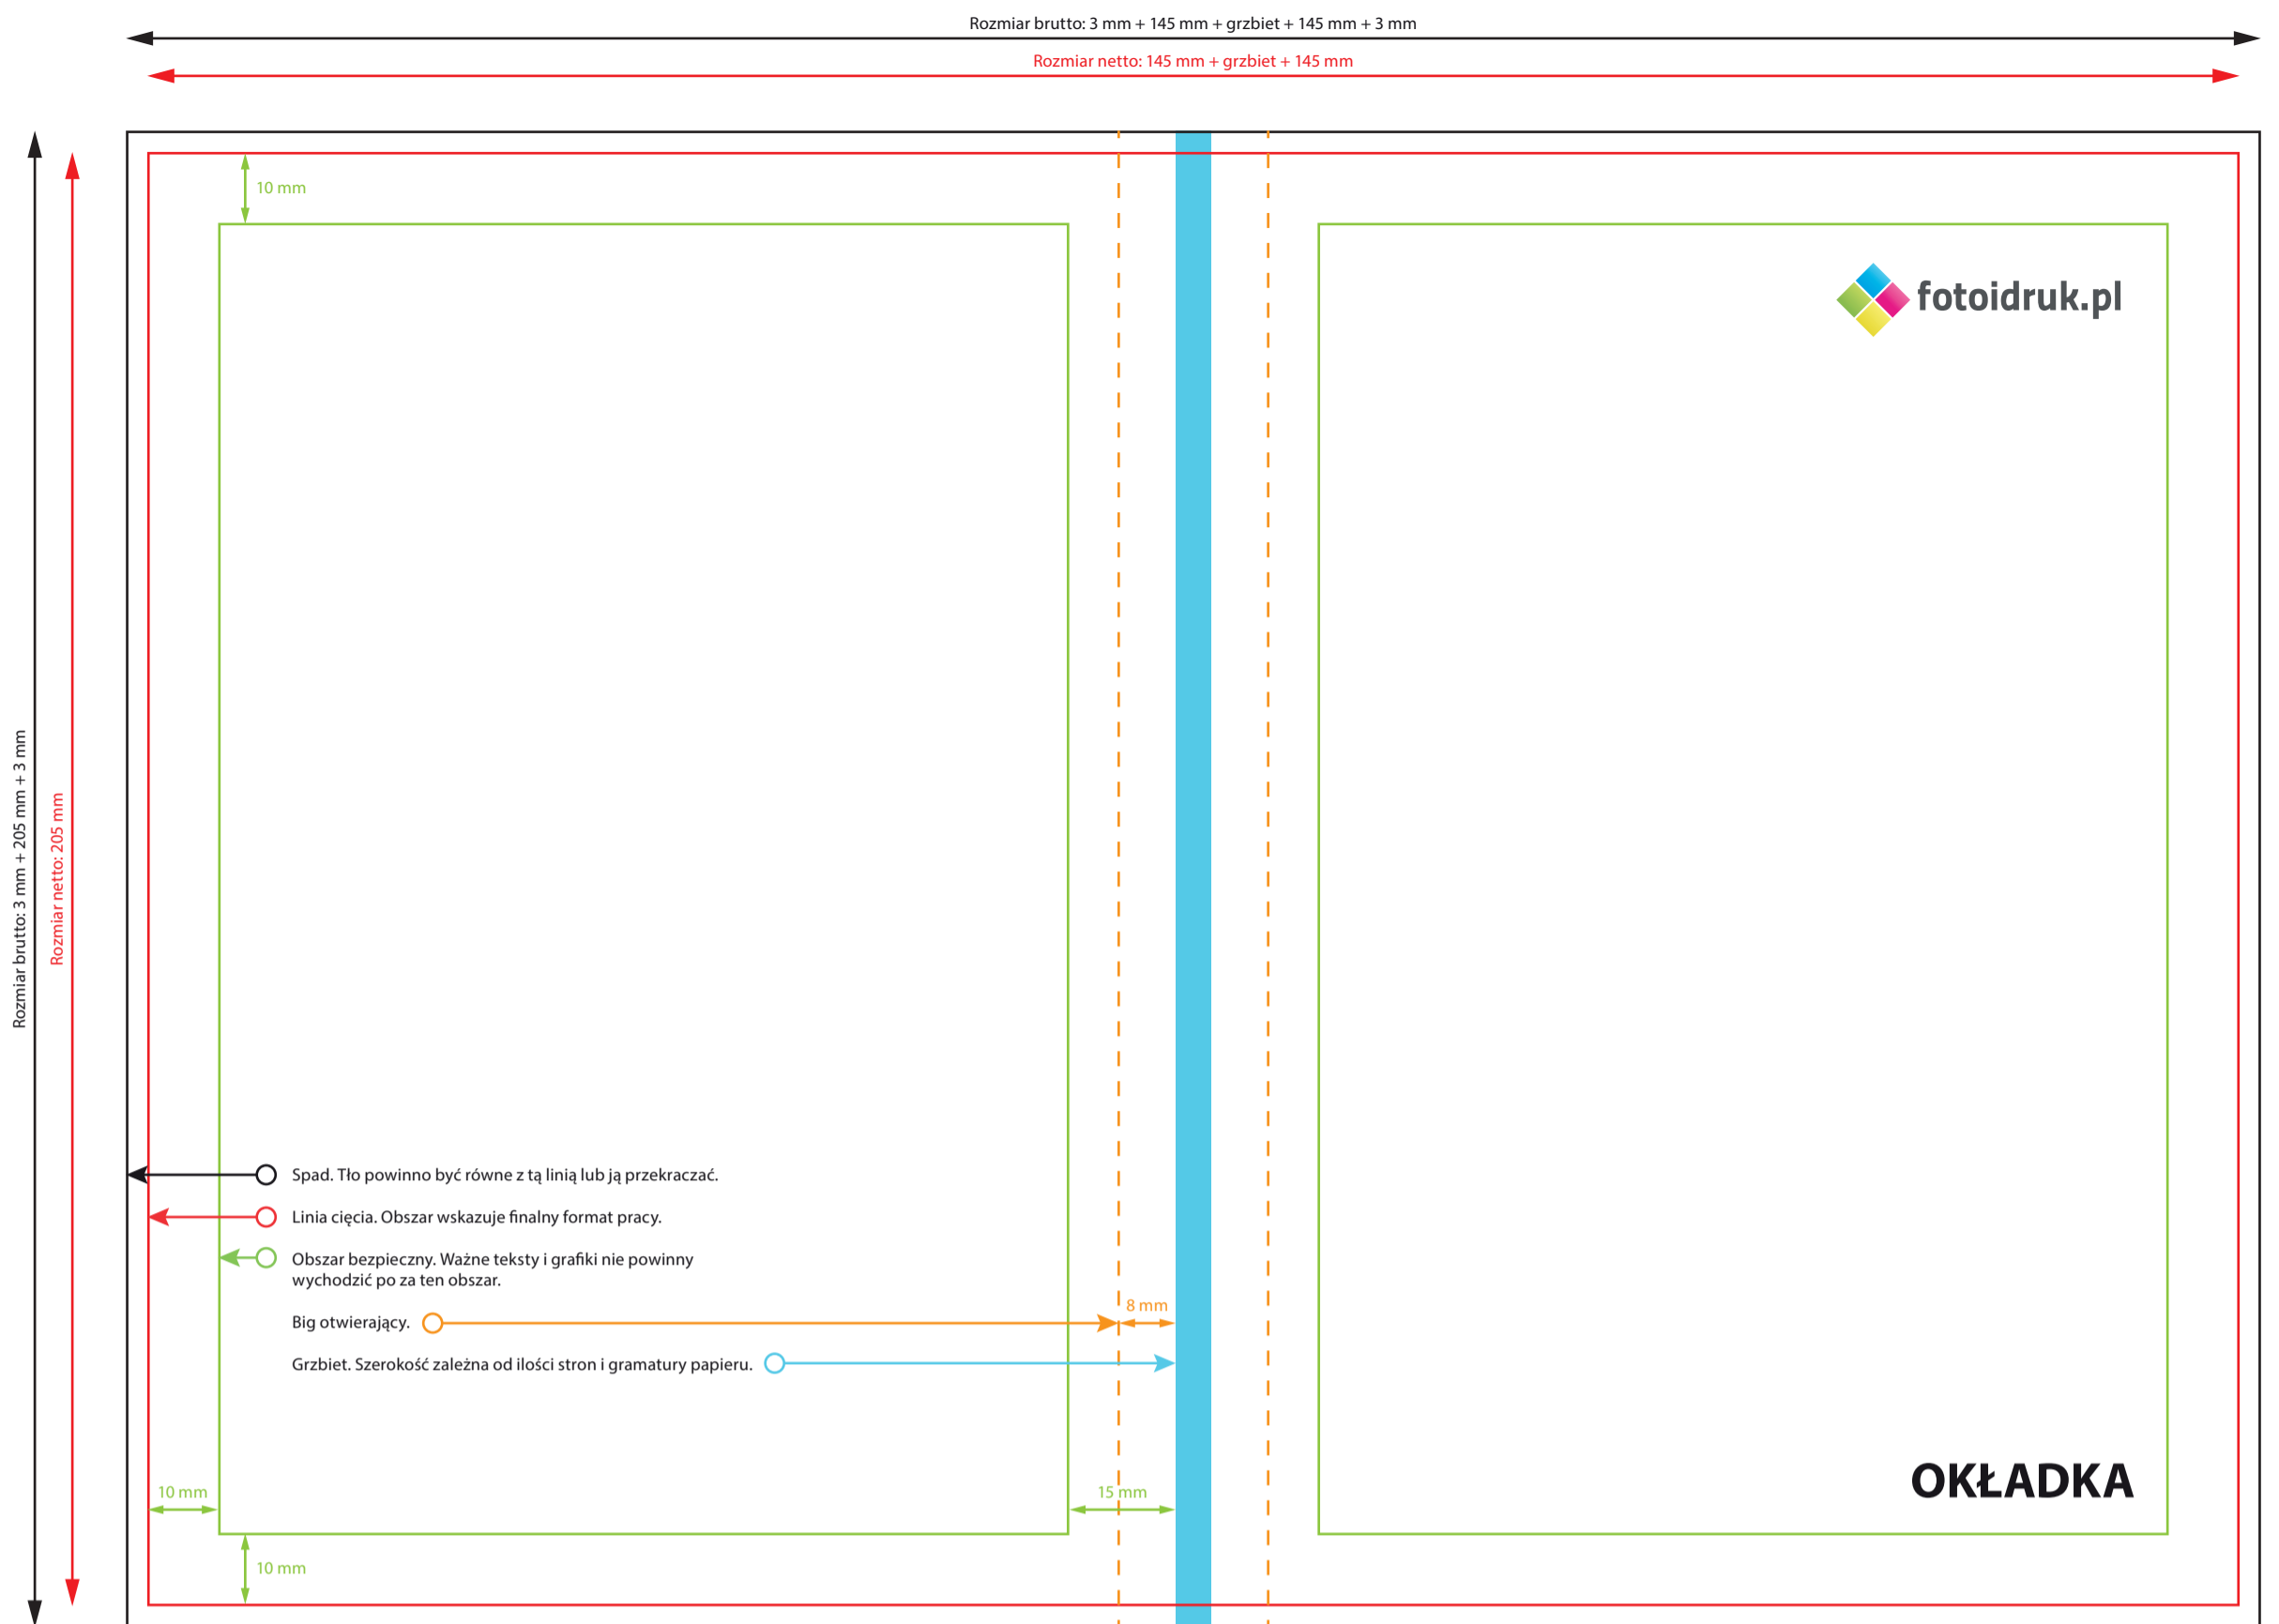 Rozmiar brutto: 3 mm + 145 mm + grzbiet + 145 mm + 3 mm
Rozmiar netto: 145 mm + grzbiet + 145 mm
Rozmiar brutto: 3 mm + 205 mm + 3 mm
Rozmiar netto: 205 mm
10 mm
fotoidruk.pl
Spad. Tło powinno być równe z tą linią lub ją przekraczać.
Linia cięcia. Obszar wskazuje finalny format pracy.
Obszar bezpieczny. Ważne teksty i grafiki nie powinny
wychodzić po za ten obszar.
8 mm
Big otwierający.
Grzbiet. Szerokość zależna od ilości stron i gramatury papieru.
10 mm
15 mm
OKŁADKA
10 mm